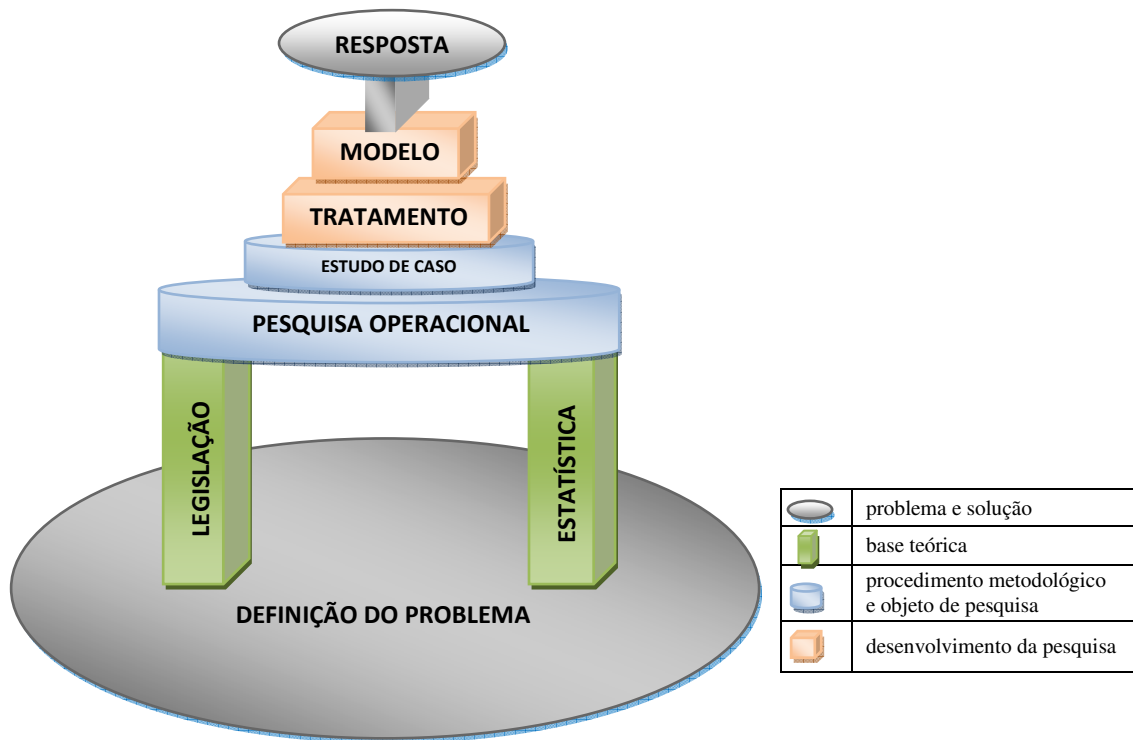 RESPOSTA
MODELO
TRATAMENTO
ESTUDO DE CASO
PESQUISA OPERACIONAL
LEGISLAÇÃO
ESTATÍSTICA
DEFINIÇÃO DO PROBLEMA
problema e solução
base teórica
procedimento metodológico
e objeto de pesquisa
desenvolvimento da pesquisa